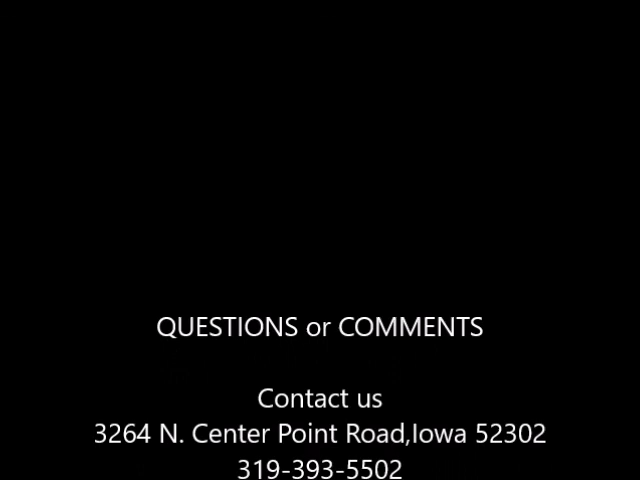 QUESTIONS or COMMENTS
Contact us
3264 N. Center Point Road,Iowa 52302
319-393-5502